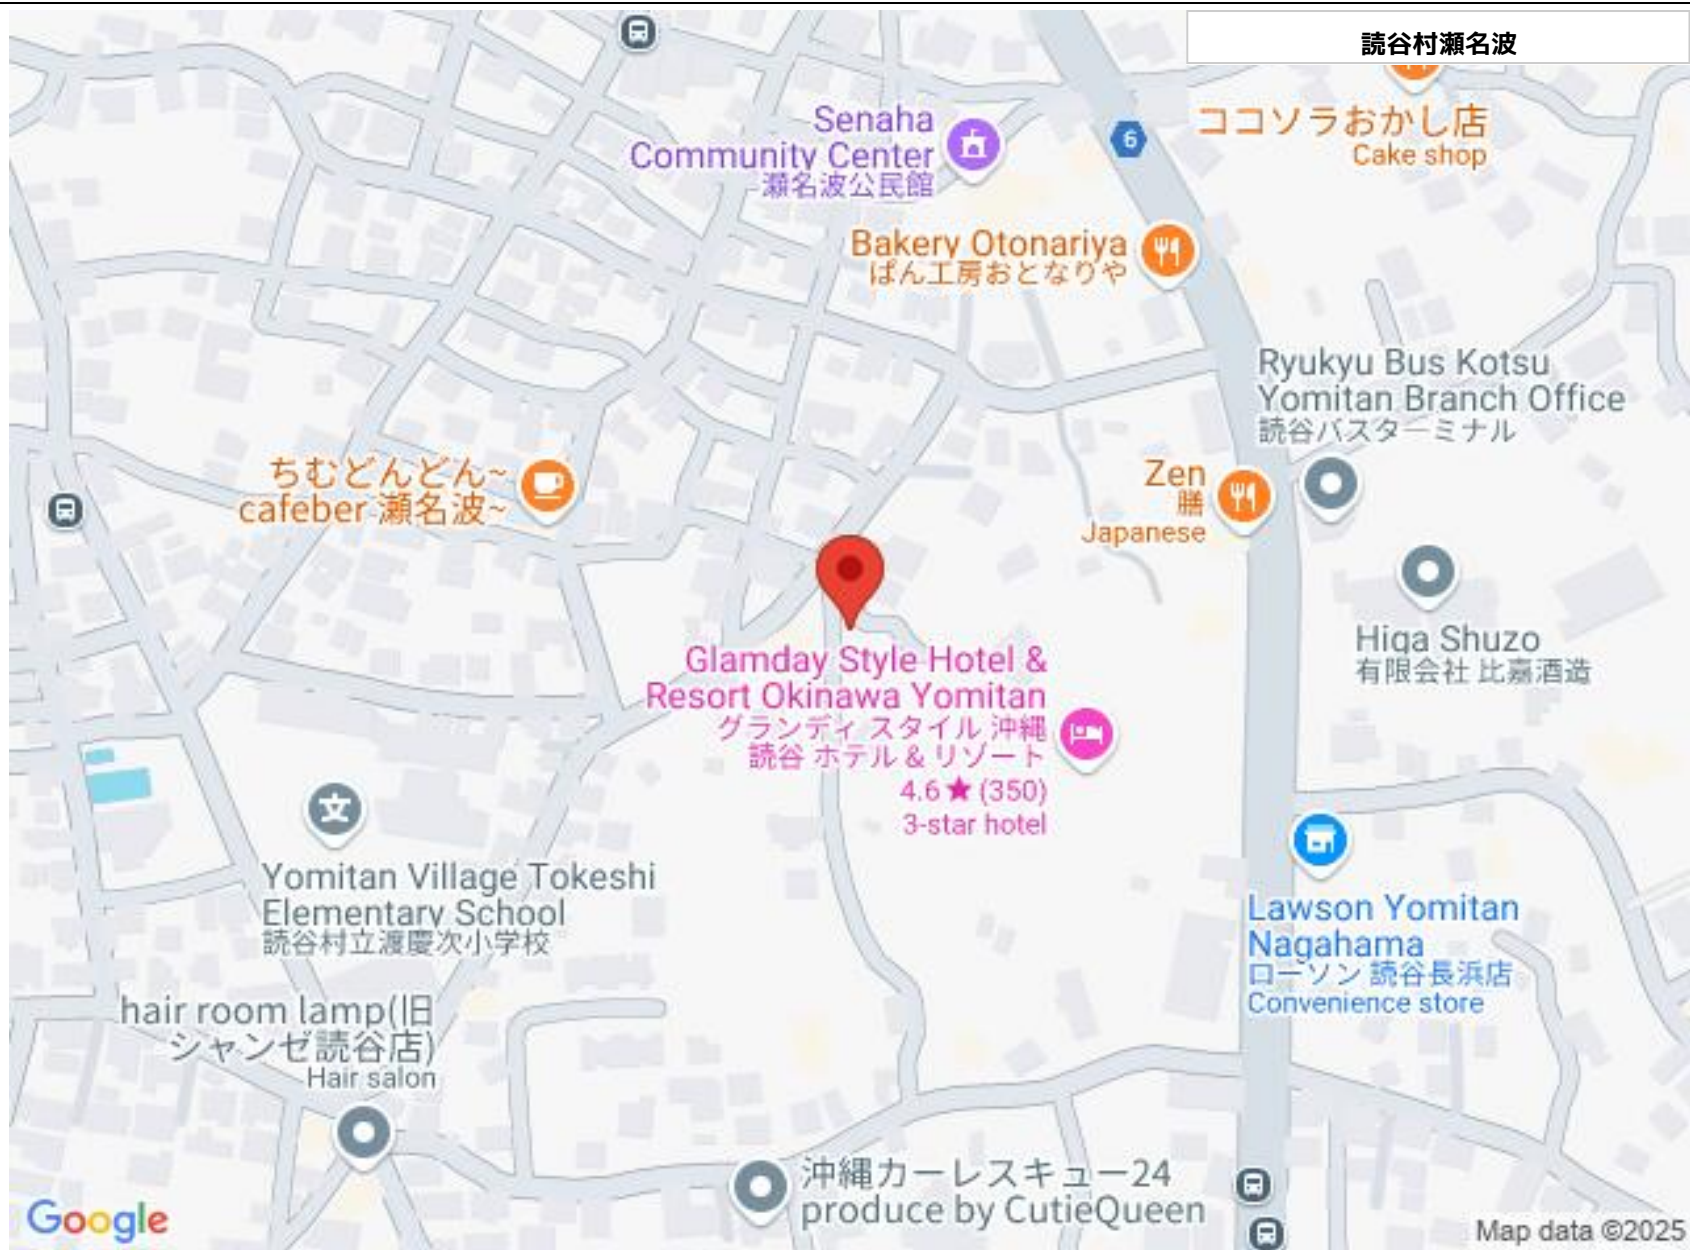 読谷村瀬名波
Senaha
Community Center
瀬名波公民館
6
ココソラおかし店
Cake shop
Bakery Otonariya
ぱん工房おとなりや
Ryukyu Bus Kotsu
Yomitan Branch Office
読谷バスターミナル
ちむどんどん~
cafeber 瀬名波~
Zen
膳
Japanese
Higa Shuzo
有限会社 比嘉酒造
Glamday Style Hotel &
Resort Okinawa Yomitan
グランディ スタイル 沖縄
読谷 ホテル & リゾート
4.6★ (350)
3-star hotel
文
Yomitan Village Tokeshi
Elementary School
読谷村立渡慶次小学校
Lawson Yomitan
Nagahama
ローソン 読谷長浜店
Convenience store
hair room lamp(旧
シャンゼ読谷店)
Hair salon
沖縄カーレスキュー24
produce by CutieQueen
Google
Map data ©2025